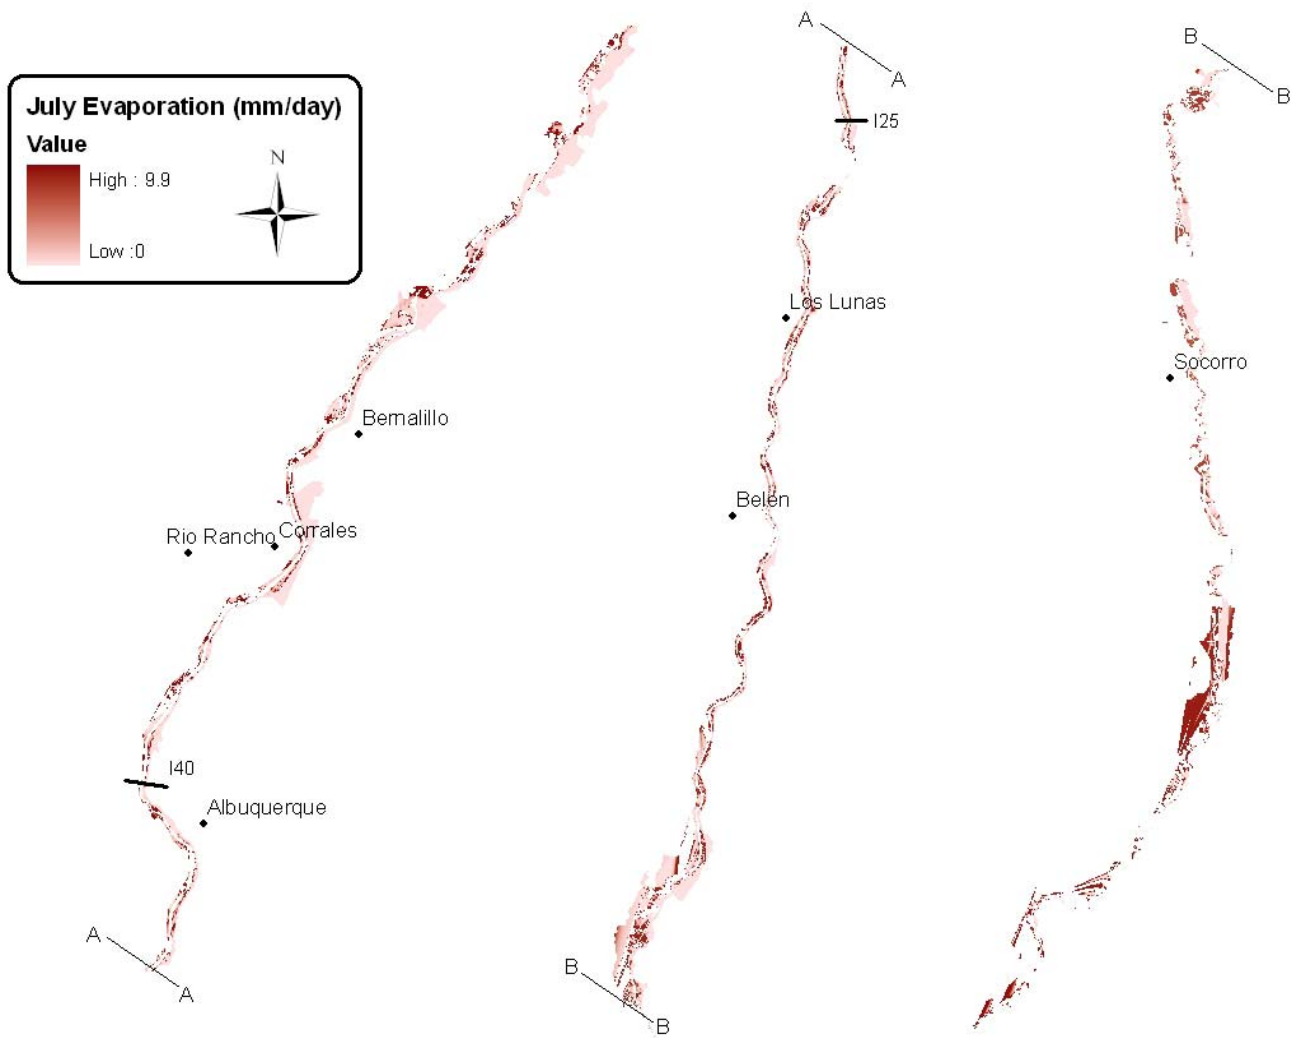 July Evaporation (mm/day)
Value
High : 9.9
Low :0
N
Bernalillo
Rio Rancho
Corrales
I40
Albuquerque
A
A
A
A
I25
Los Lunas
Belen
B
B
B
B
Socorro